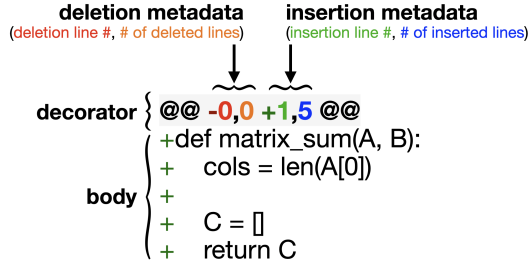 deletion metadata insertion metadata
(deletion line #, # of deleted lines) (insertion line #, # of inserted lines)
decorator @@ -0,0 +1,5 @@
+def matrix_sum(A, B):
+    cols = len(A[0])
body +
+    C = []
+    return C